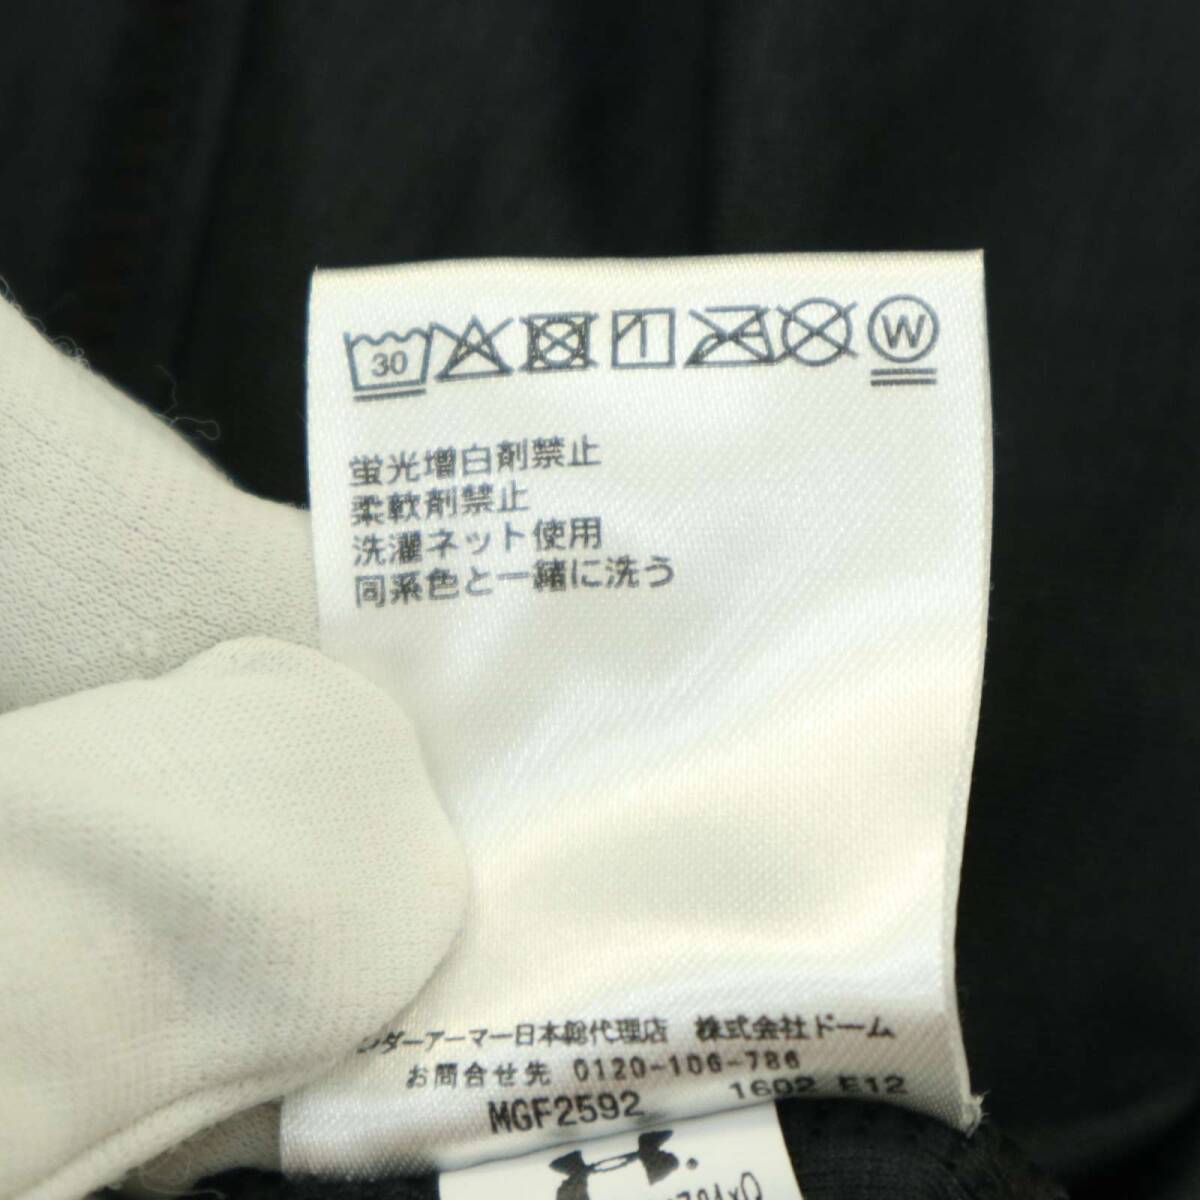 30 W
蛍光増白剤禁止
柔軟剤禁止
洗濯ネット使用
同系色と一緒に洗う
ンダーアーマー日本総代理店 株式会社ドーム
お問合せ先 0120-106-786
MGF2592 1602 E12